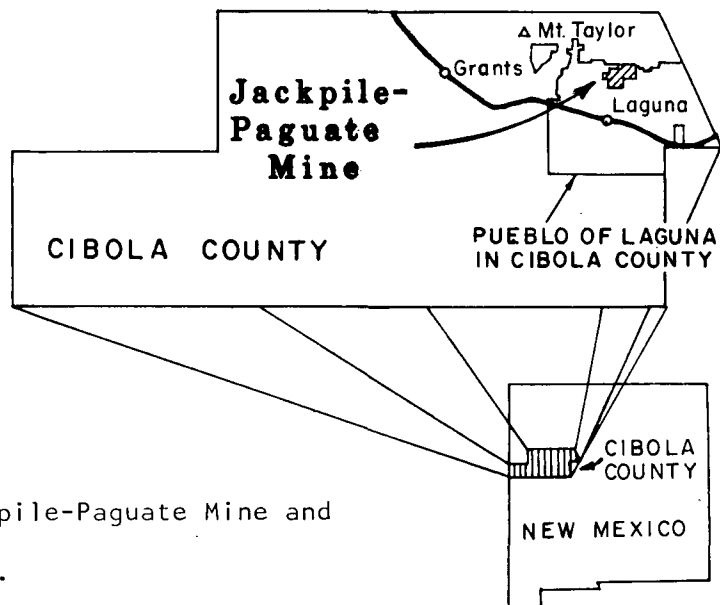 Mt. Taylor
Grants
Jackpile-
Paguate
Mine
Laguna
CIBOLA COUNTY
PUEBLO OF LAGUNA
IN CIBOLA COUNTY
CIBOLA
COUNTY
pile-Paguate Mine and
NEW MEXICO
.